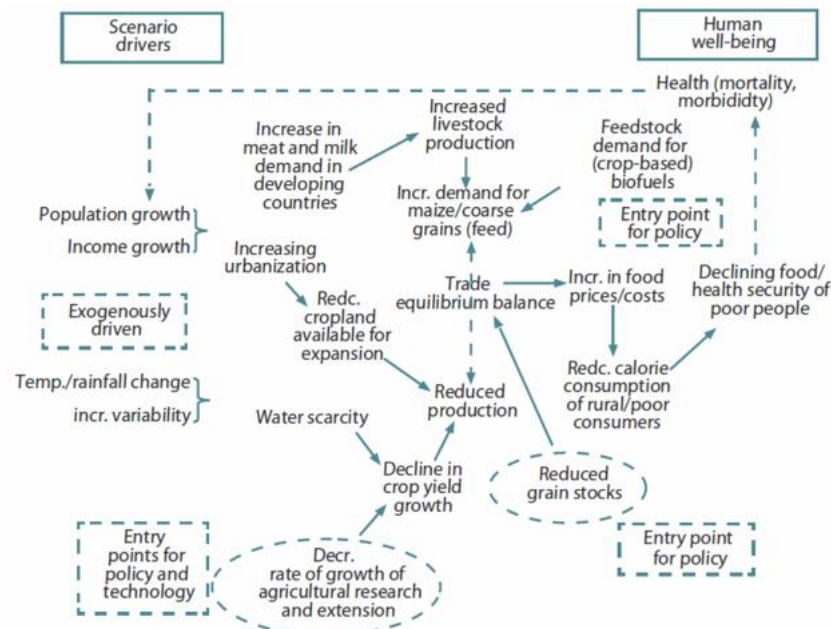 Scenario
drivers
Human
well-being
Health (mortality,
morbididty)
Increased
livestock
production
Increase in
meat and milk
demand in
developing
countries
Feedstock
demand for
(crop-based)
biofuels
Incr. demand for
maize/coarse
grains (feed)
Population growth
Income growth
Entry point
for policy
Increasing
urbanization
Trade
equilibrium balance
Incr. in food
prices/costs
Declining food/
health security of
poor people
Exogenously
driven
Redc.
cropland
available for
expansion
Redc. calorie
consumption
of rural/poor
consumers
Temp./rainfall change
incr. variability
Reduced
production
Water scarcity
Decline in
crop yield
growth
Reduced
grain stocks
Entry
points for
policy and
technology
Decr.
rate of growth of
agricultural research
and extension
Entry point
for policy